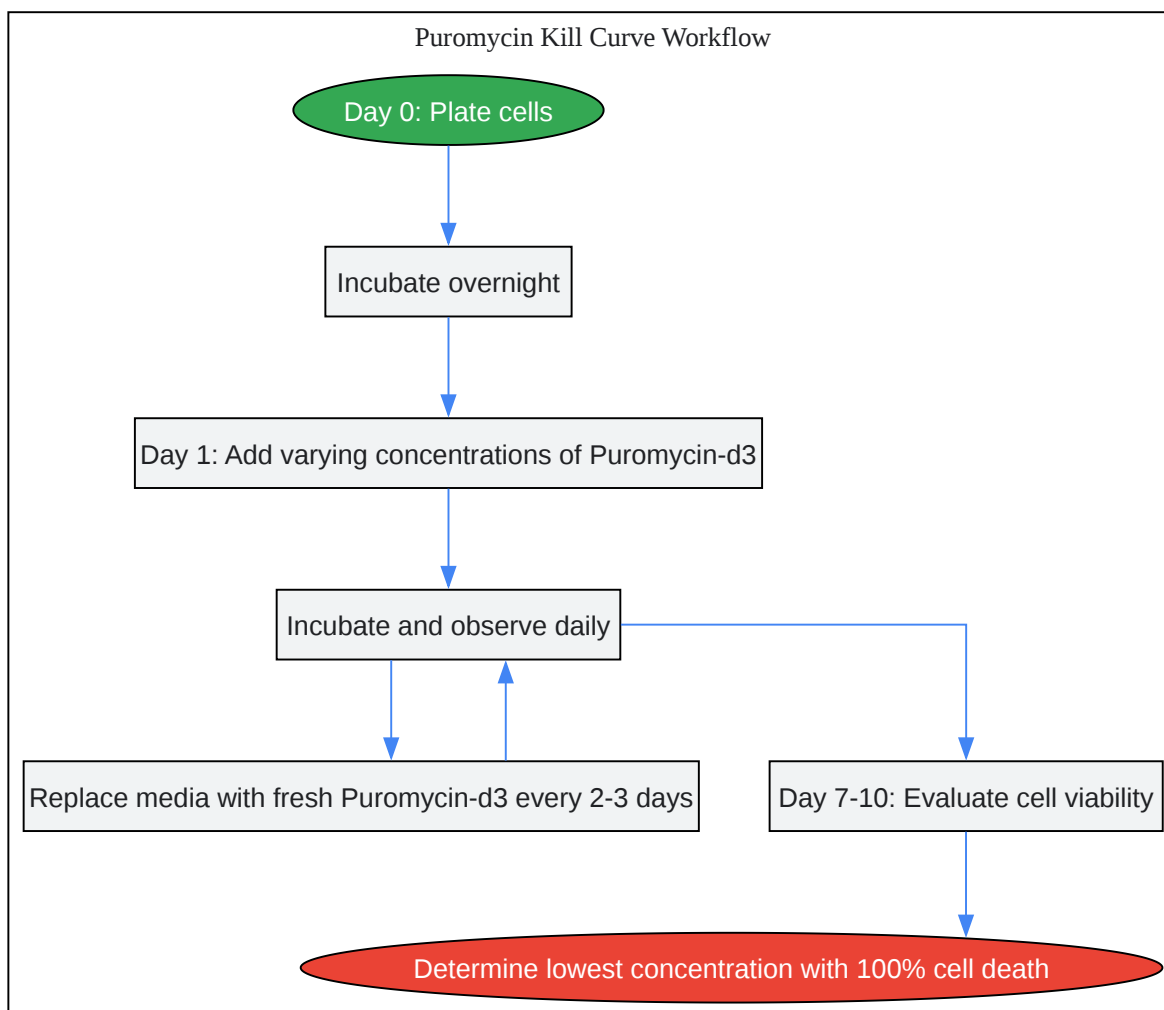 Puromycin Kill Curve Workflow
Day 0: Plate cells
Incubate overnight
Day 1: Add varying concentrations of Puromycin-d3
Incubate and observe daily
Replace media with fresh Puromycin-d3 every 2-3 days
Day 7-10: Evaluate cell viability
Determine lowest concentration with 100% cell death